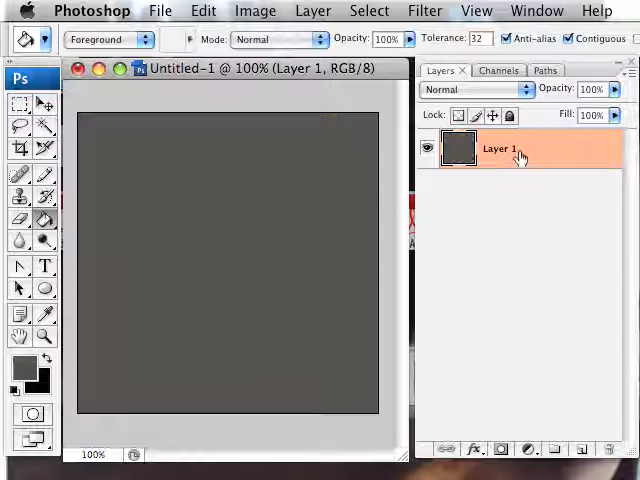 Photoshop File Edit Image Layer Select Filter View Window Help
Foreground Mode: Normal Opacity: 100% Tolerance: 32 Anti-alias Contiguous
Ps
Untitled-1 @ 100% (Layer 1, RGB/8)
Layers Channels Paths
Normal Opacity: 100%
Lock: Fill: 100%
Layer 1
T
100%
fx